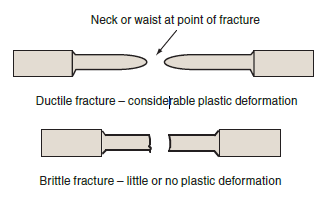 Neck or waist at point of fracture
Ductile fracture – considerable plastic deformation
Brittle fracture – little or no plastic deformation